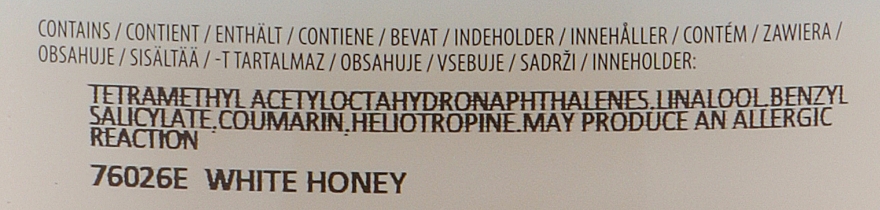 CONTAINS / CONTIENT / ENTHÄLT / CONTIENE / BEVAT / INDEHOLDER / INNEHÅLLER / CONTÉM / ZAWIERA /
OBSAHUJE / SISÄLTÄÄ / -T TARTALMAZ / OBSAHUJE / VSEBUJE / SADRŽI / INNEHOLDER:
TETRAMETHYL ACETYLOCTAHYDRONAPHTHALENES.LINALOOL.BENZYL
SALICYLATE.COUMARIN.HELIOTROPINE.MAY PRODUCE AN ALLERGIC
REACTION
76026E WHITE HONEY